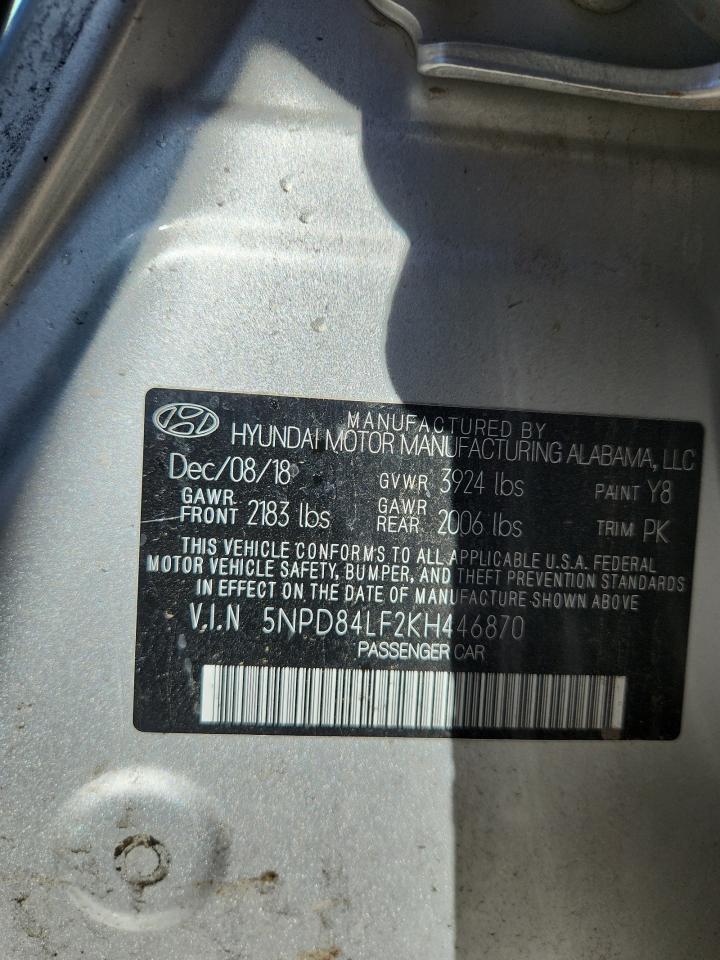 MANUFACTURED BY
HYUNDAI MOTOR MANUFACTURING ALABAMA, LLC
Dec/08/18 GVWR 3924 lbs PAINT Y8
GAWR FRONT 2183 lbs GAWR REAR 2006 lbs TRIM PK
THIS VEHICLE CONFORMS TO ALL APPLICABLE U.S.A. FEDERAL
MOTOR VEHICLE SAFETY, BUMPER, AND THEFT PREVENTION STANDARDS
IN EFFECT ON THE DATE OF MANUFACTURE SHOWN ABOVE
V.I.N 5NPD84LF2KH446870
PASSENGER CAR